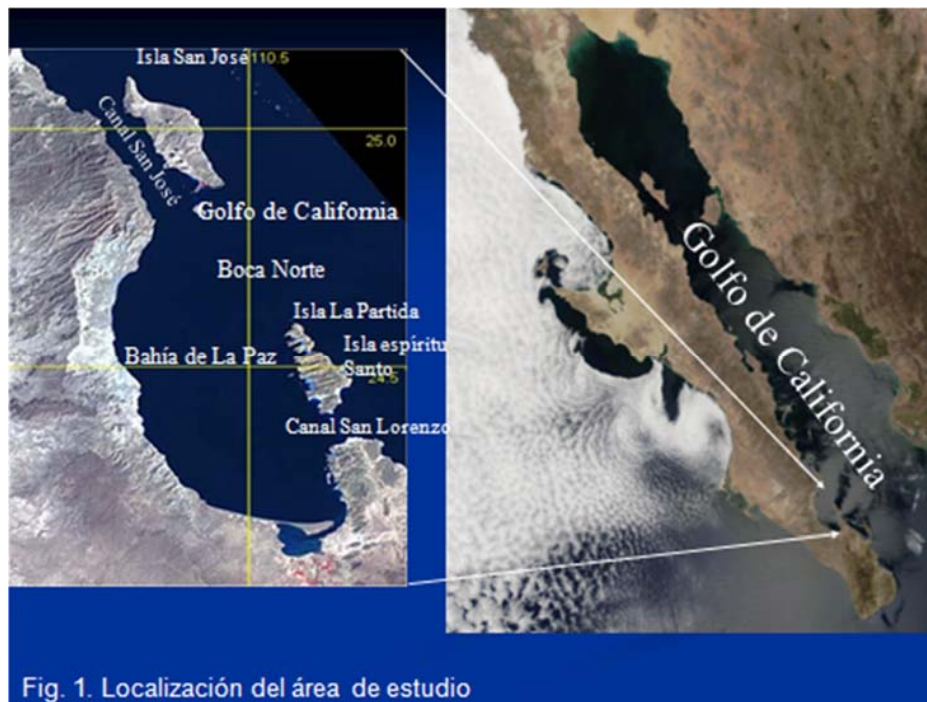 Isla San José
110.5
Canal San José
25.0
Golfo de California
Boca Norte
Isla La Partida
Isla espíritu
Santo
Bahía de La Paz
24.5
Canal San Lorenzo
Golfo de California
Fig. 1. Localización del área de estudio